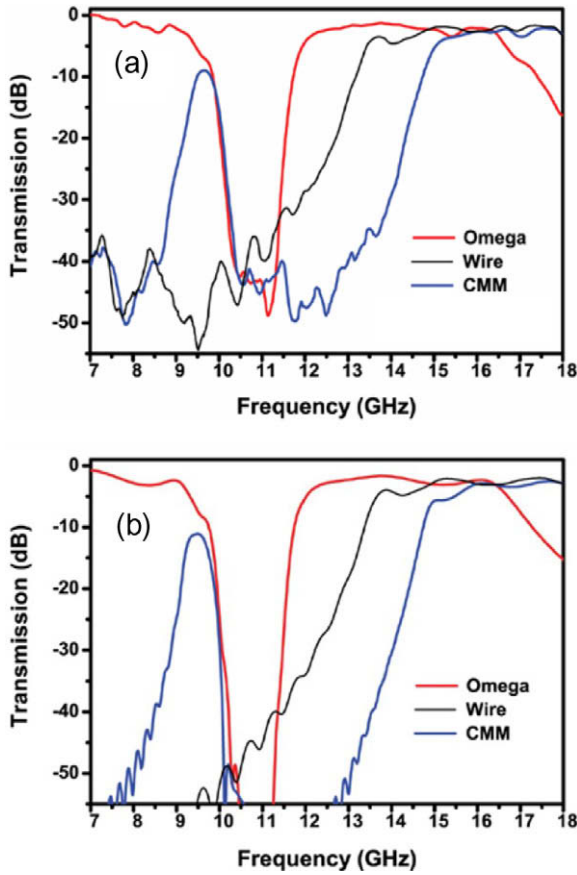 0
-10
-20
-30
-40
-50
Transmission (dB)
(a)
Omega
Wire
CMM
7 8 9 10 11 12 13 14 15 16 17 18
Frequency (GHz)
0
-10
-20
-30
-40
-50
Transmission (dB)
(b)
Omega
Wire
CMM
7 8 9 10 11 12 13 14 15 16 17 18
Frequency (GHz)